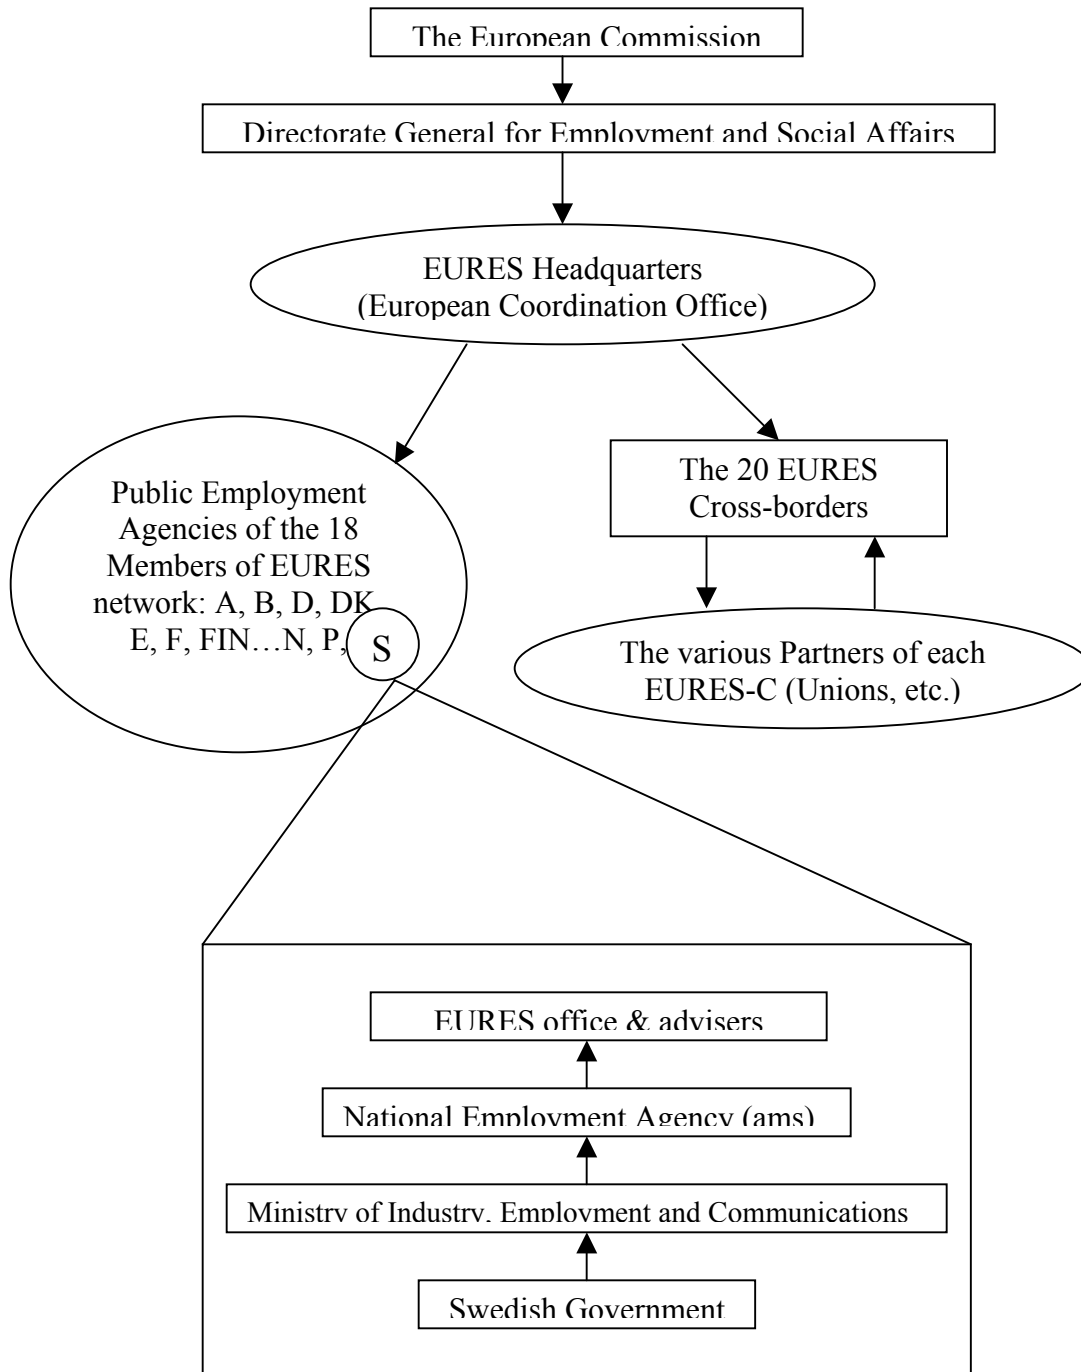 The European Commission
Directorate General for Employment and Social Affairs
EURES Headquarters
(European Coordination Office)
Public Employment
Agencies of the 18
Members of EURES
network: A, B, D, DK
E, F, FIN…N, P,
S
The 20 EURES
Cross-borders
The various Partners of each
EURES-C (Unions, etc.)
EURES office & advisers
National Employment Agency (ams)
Ministry of Industry, Employment and Communications
Swedish Government